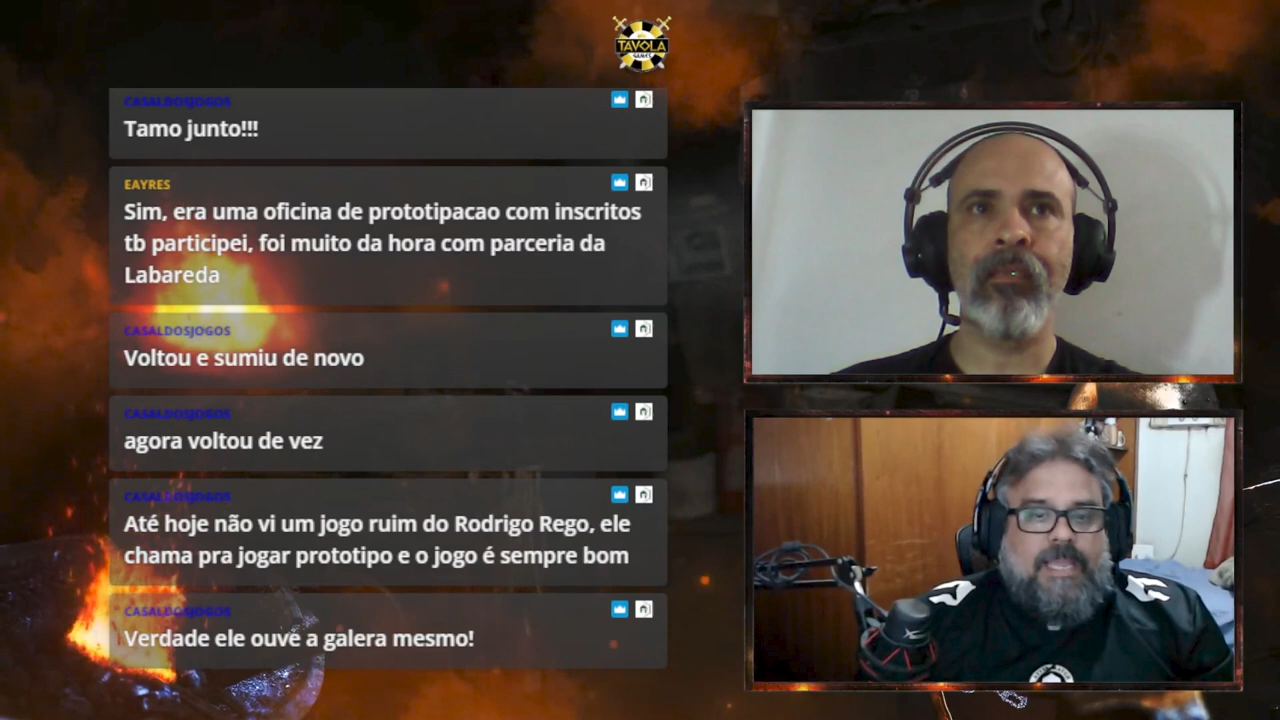 TAVOLA
GAMES
CASALDOSJOGOS
Tamo junto!!!
EAYRES
Sim, era uma oficina de prototipacao com inscritos
tb participei, foi muito da hora com parceria da
Labareda
CASALDOSJOGOS
Voltou e sumiu de novo
CASALDOSJOGOS
agora voltou de vez
CASALDOSJOGOS
Até hoje não vi um jogo ruim do Rodrigo Rego, ele
chama pra jogar prototipo e o jogo é sempre bom
CASALDOSJOGOS
Verdade ele ouve a galera mesmo!